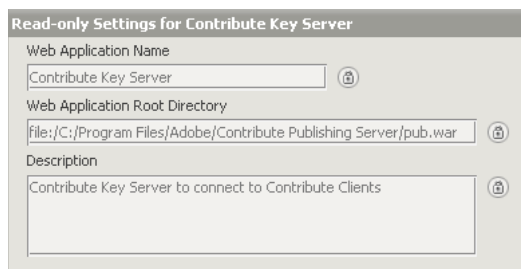 Read-only Settings for Contribute Key Server
Web Application Name
Contribute Key Server
Web Application Root Directory
file:/C:/Program Files/Adobe/Contribute Publishing Server/pub.war
Description
Contribute Key Server to connect to Contribute Clients